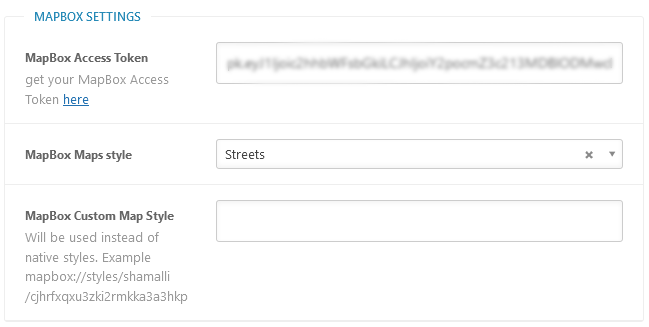 MAPBOX SETTINGS
MapBox Access Token
get your MapBox Access
Token here
MapBox Maps style
Streets
MapBox Custom Map Style
Will be used instead of
native styles. Example
mapbox://styles/shamalli
/cjhrfxqxu3zki2rmkka3a3hkp